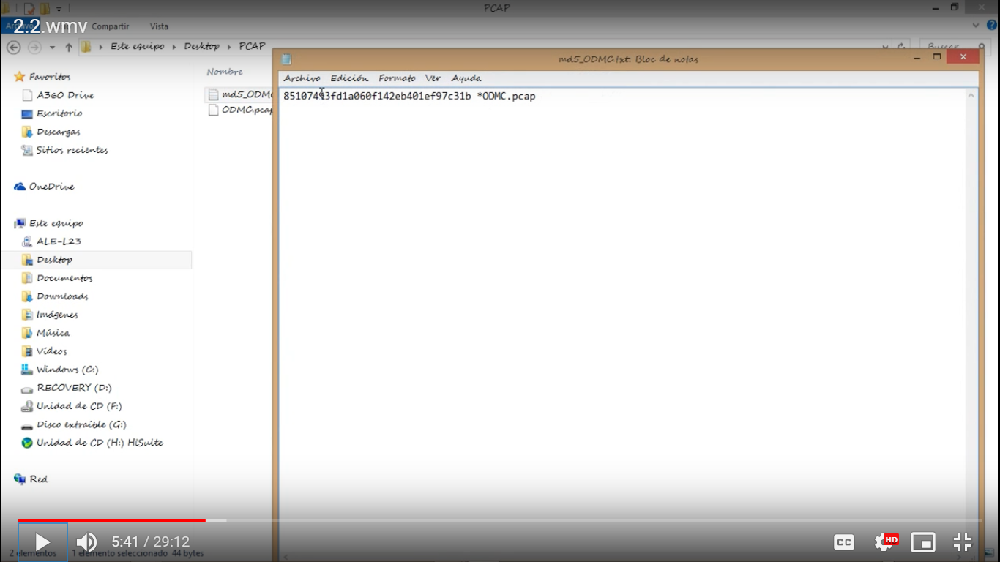 PCAP
2.2.wmv
Compartir
Vista
Este equipo
Desktop
PCAP
md5_ODMC.txt: Bloc de notas
Archivo Edición Formato Ver Ayuda
85107493fd1a060f142eb401ef97c31b *ODMC.pcap
Nombre
md5_ODMC
ODMC.pcap
Favoritos
A360 Drive
Escritorio
Descargas
Sitios recientes
OneDrive
Este equipo
ALE-L23
Desktop
Documentos
Downloads
Imágenes
Música
Vídeos
Windows (C:)
RECOVERY (D:)
Unidad de CD (F:)
Disco extraíble (G:)
Unidad de CD (H:) HiSuite
Red
5:41 / 29:12
CC
HD
2 elementos
1 elemento seleccionado 44 bytes